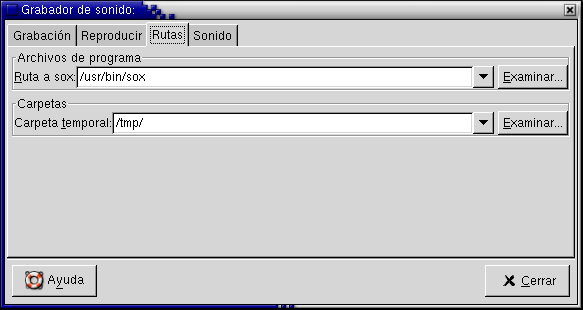 Grabador de sonido:
Grabación Reproducir Rutas Sonido
Archivos de programa
Ruta a sox: /usr/bin/sox Examinar...
Carpetas
Carpeta temporal: /tmp/ Examinar...
Ayuda Cerrar